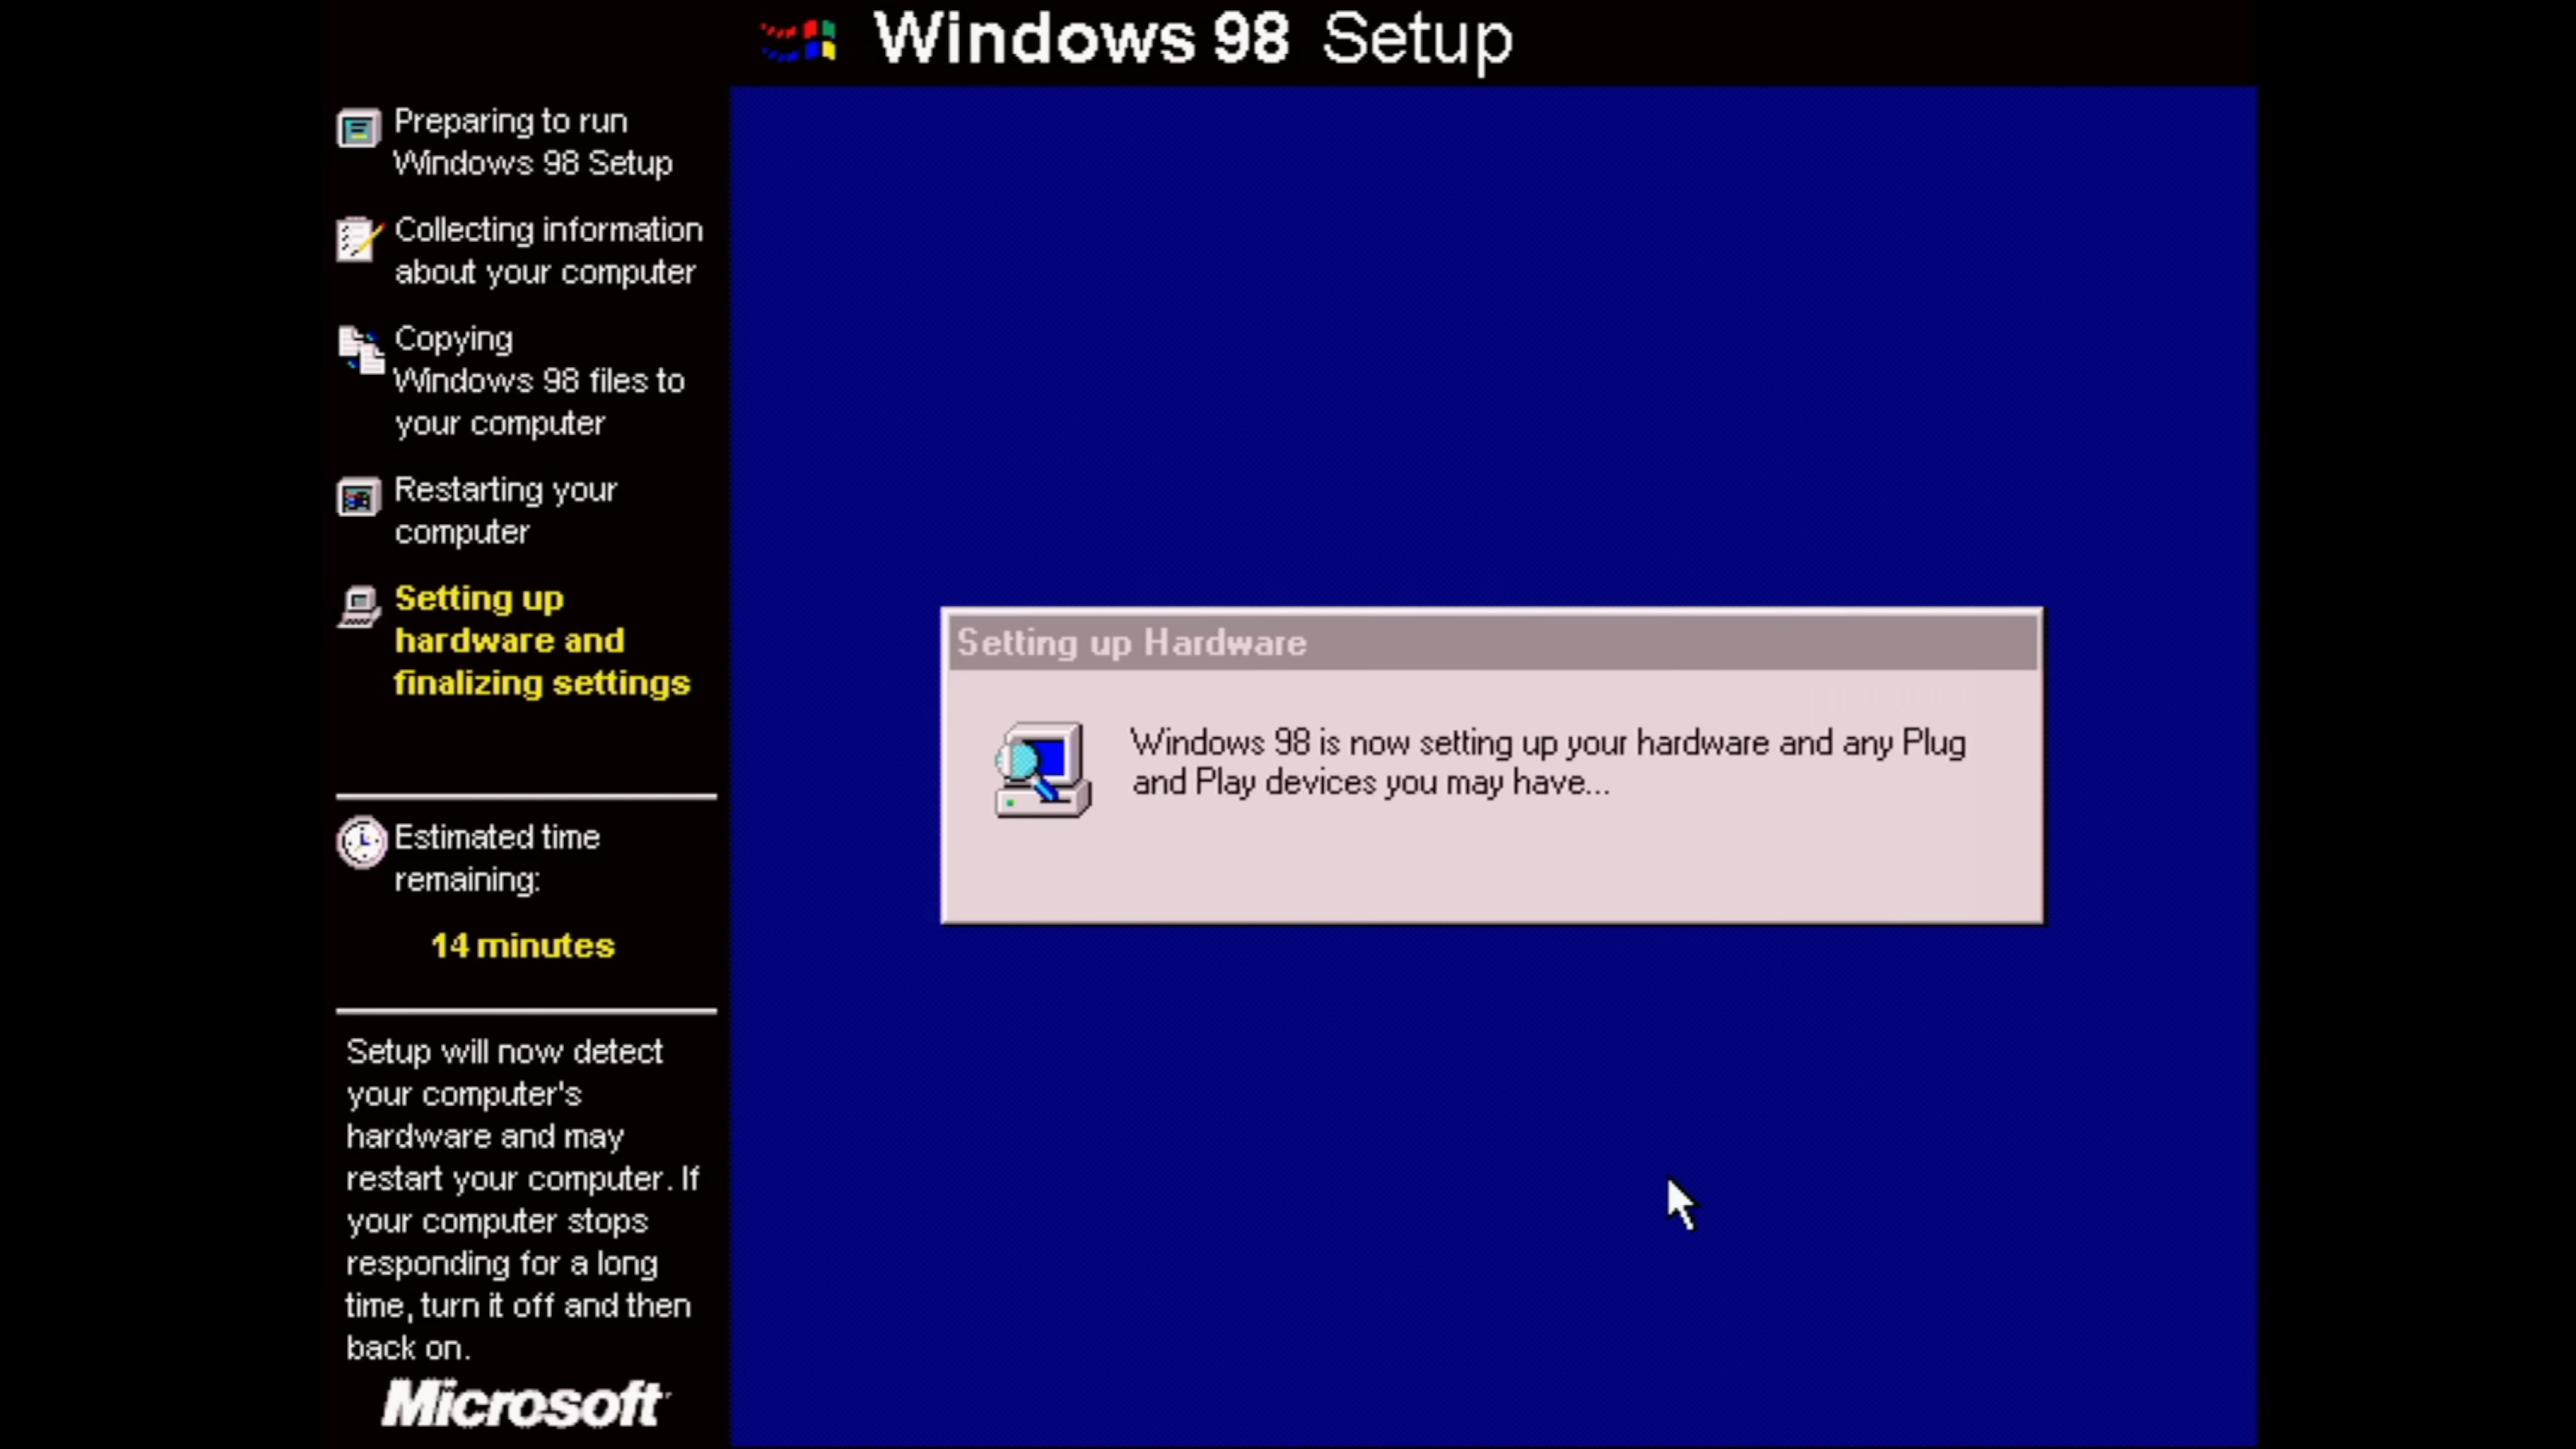 Windows 98 Setup
Preparing to run
Windows 98 Setup
Collecting information
about your computer
Copying
Windows 98 files to
your computer
Restarting your
computer
Setting up
hardware and
finalizing settings
Estimated time
remaining:
14 minutes
Setup will now detect
your computer's
hardware and may
restart your computer. If
your computer stops
responding for a long
time, turn it off and then
back on.
Microsoft
Setting up Hardware
Windows 98 is now setting up your hardware and any Plug
and Play devices you may have...